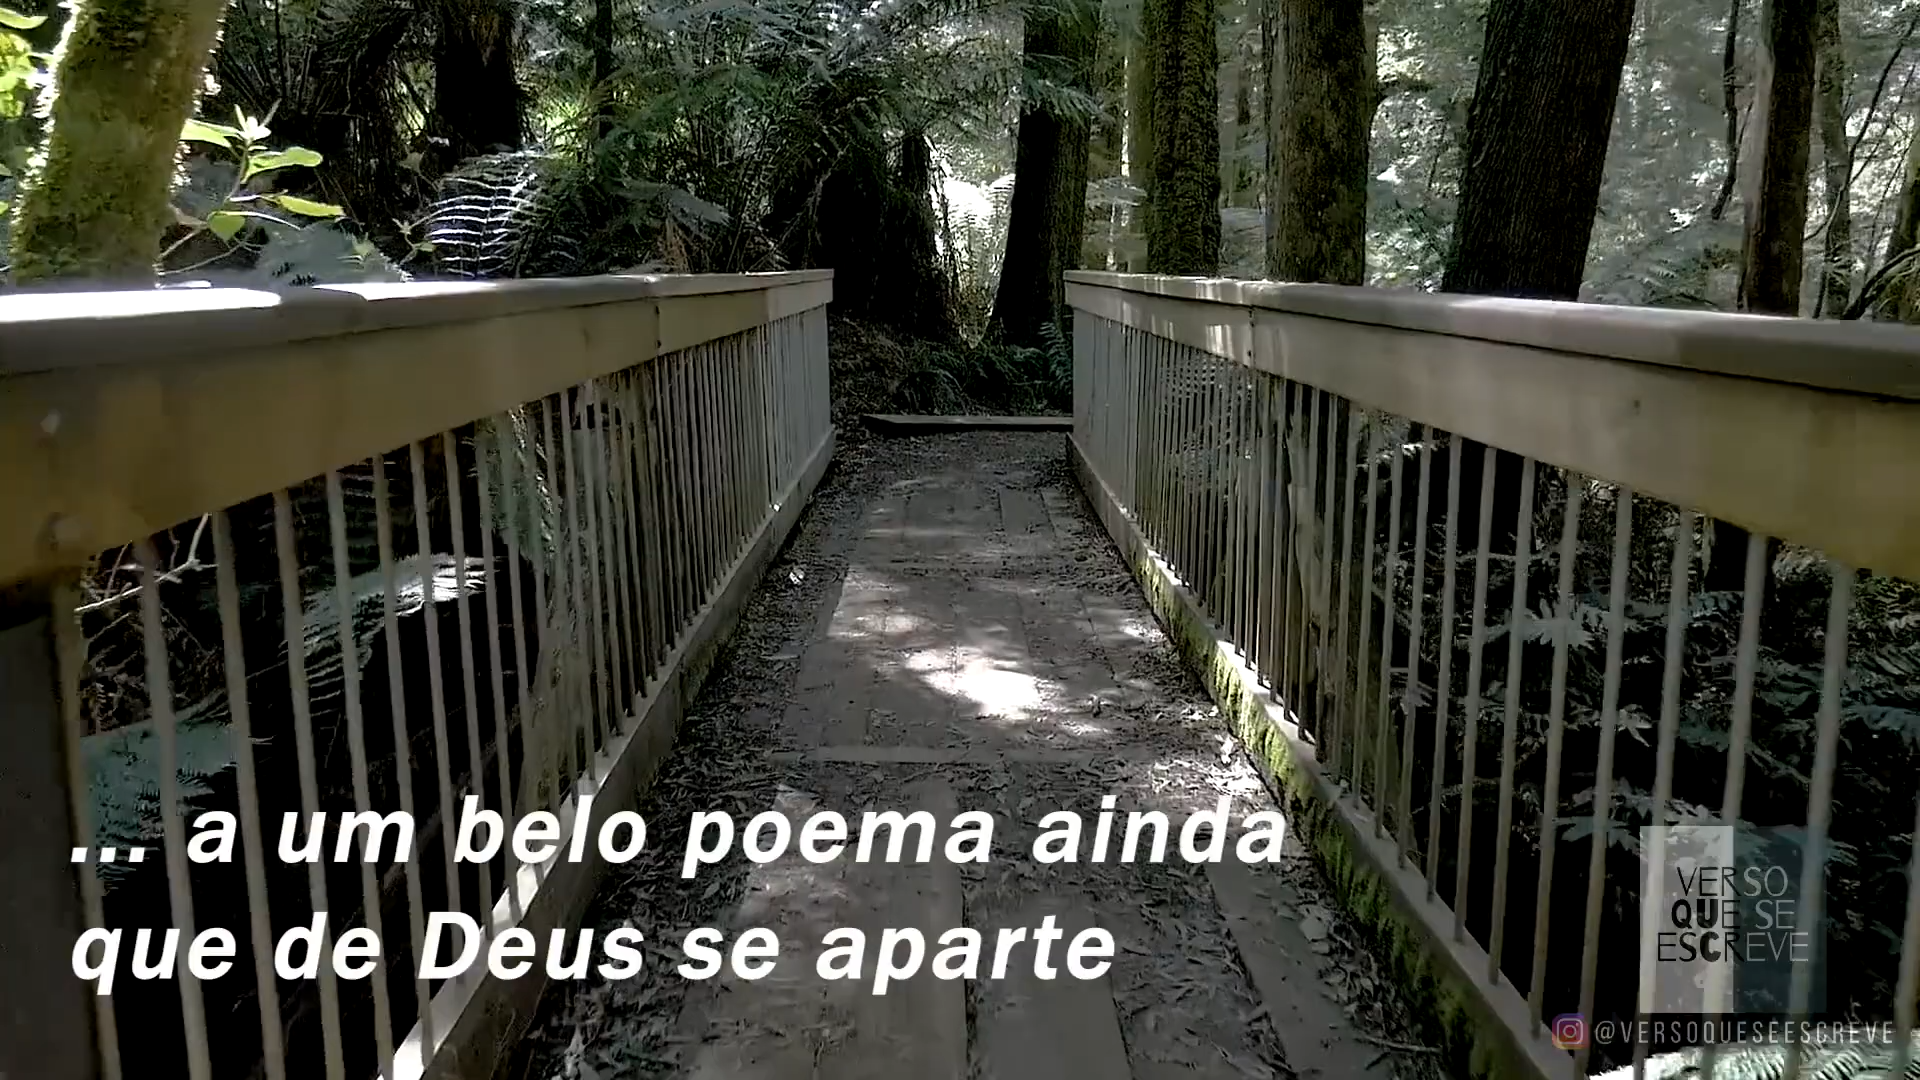 ... a um belo poema ainda
que de Deus se aparte
VERSO
QUE SE
ESCREVE
@VERSOQUESEESCREVE